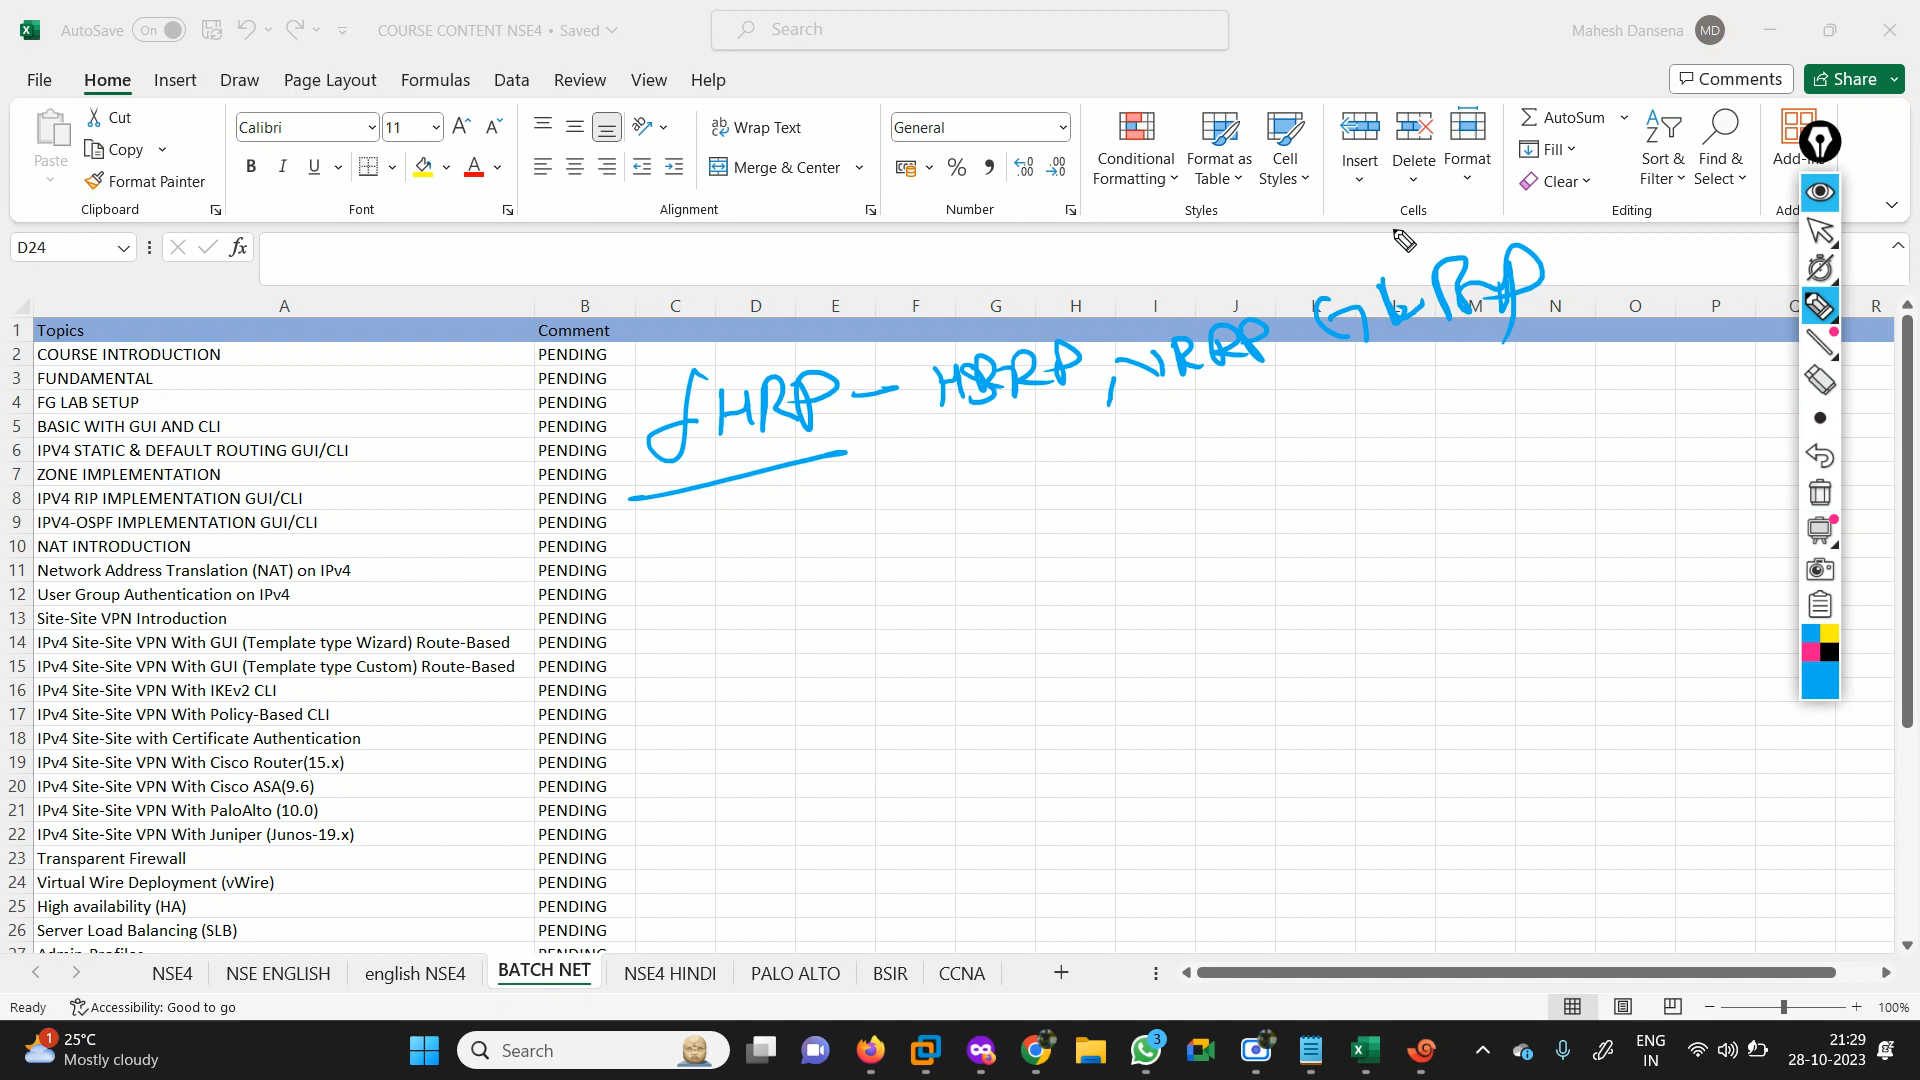 AutoSave On COURSE CONTENT NSE4 • Saved Search Mahesh Dansena MD
File Home Insert Draw Page Layout Formulas Data Review View Help Comments Share
Paste Cut Copy Format Painter Clipboard
Calibri 11 B I U A Font
Wrap Text Merge & Center Alignment
General % Number
Conditional Formatting Format as Table Cell Styles Styles
Insert Delete Format Cells
AutoSum Fill Clear Sort & Filter Find & Select Editing
D24 fx
A B C D E F G H I J K L M N O P Q R
FHRP – HSRP, VRRP GLBP
1 Topics Comment
2 COURSE INTRODUCTION PENDING
3 FUNDAMENTAL PENDING
4 FG LAB SETUP PENDING
5 BASIC WITH GUI AND CLI PENDING
6 IPV4 STATIC & DEFAULT ROUTING GUI/CLI PENDING
7 ZONE IMPLEMENTATION PENDING
8 IPV4 RIP IMPLEMENTATION GUI/CLI PENDING
9 IPV4-OSPF IMPLEMENTATION GUI/CLI PENDING
10 NAT INTRODUCTION PENDING
11 Network Address Translation (NAT) on IPv4 PENDING
12 User Group Authentication on IPv4 PENDING
13 Site-Site VPN Introduction PENDING
14 IPv4 Site-Site VPN With GUI (Template type Wizard) Route-Based PENDING
15 IPv4 Site-Site VPN With GUI (Template type Custom) Route-Based PENDING
16 IPv4 Site-Site VPN With IKEv2 CLI PENDING
17 IPv4 Site-Site VPN With Policy-Based CLI PENDING
18 IPv4 Site-Site with Certificate Authentication PENDING
19 IPv4 Site-Site VPN With Cisco Router(15.x) PENDING
20 IPv4 Site-Site VPN With Cisco ASA(9.6) PENDING
21 IPv4 Site-Site VPN With PaloAlto (10.0) PENDING
22 IPv4 Site-Site VPN With Juniper (Junos-19.x) PENDING
23 Transparent Firewall PENDING
24 Virtual Wire Deployment (vWire) PENDING
25 High availability (HA) PENDING
26 Server Load Balancing (SLB) PENDING
NSE4 NSE ENGLISH english NSE4 BATCH NET NSE4 HINDI PALO ALTO BSIR CCNA
Ready Accessibility: Good to go 100%
1 25°C Mostly cloudy Search 3 ENG IN 21:29 28-10-2023